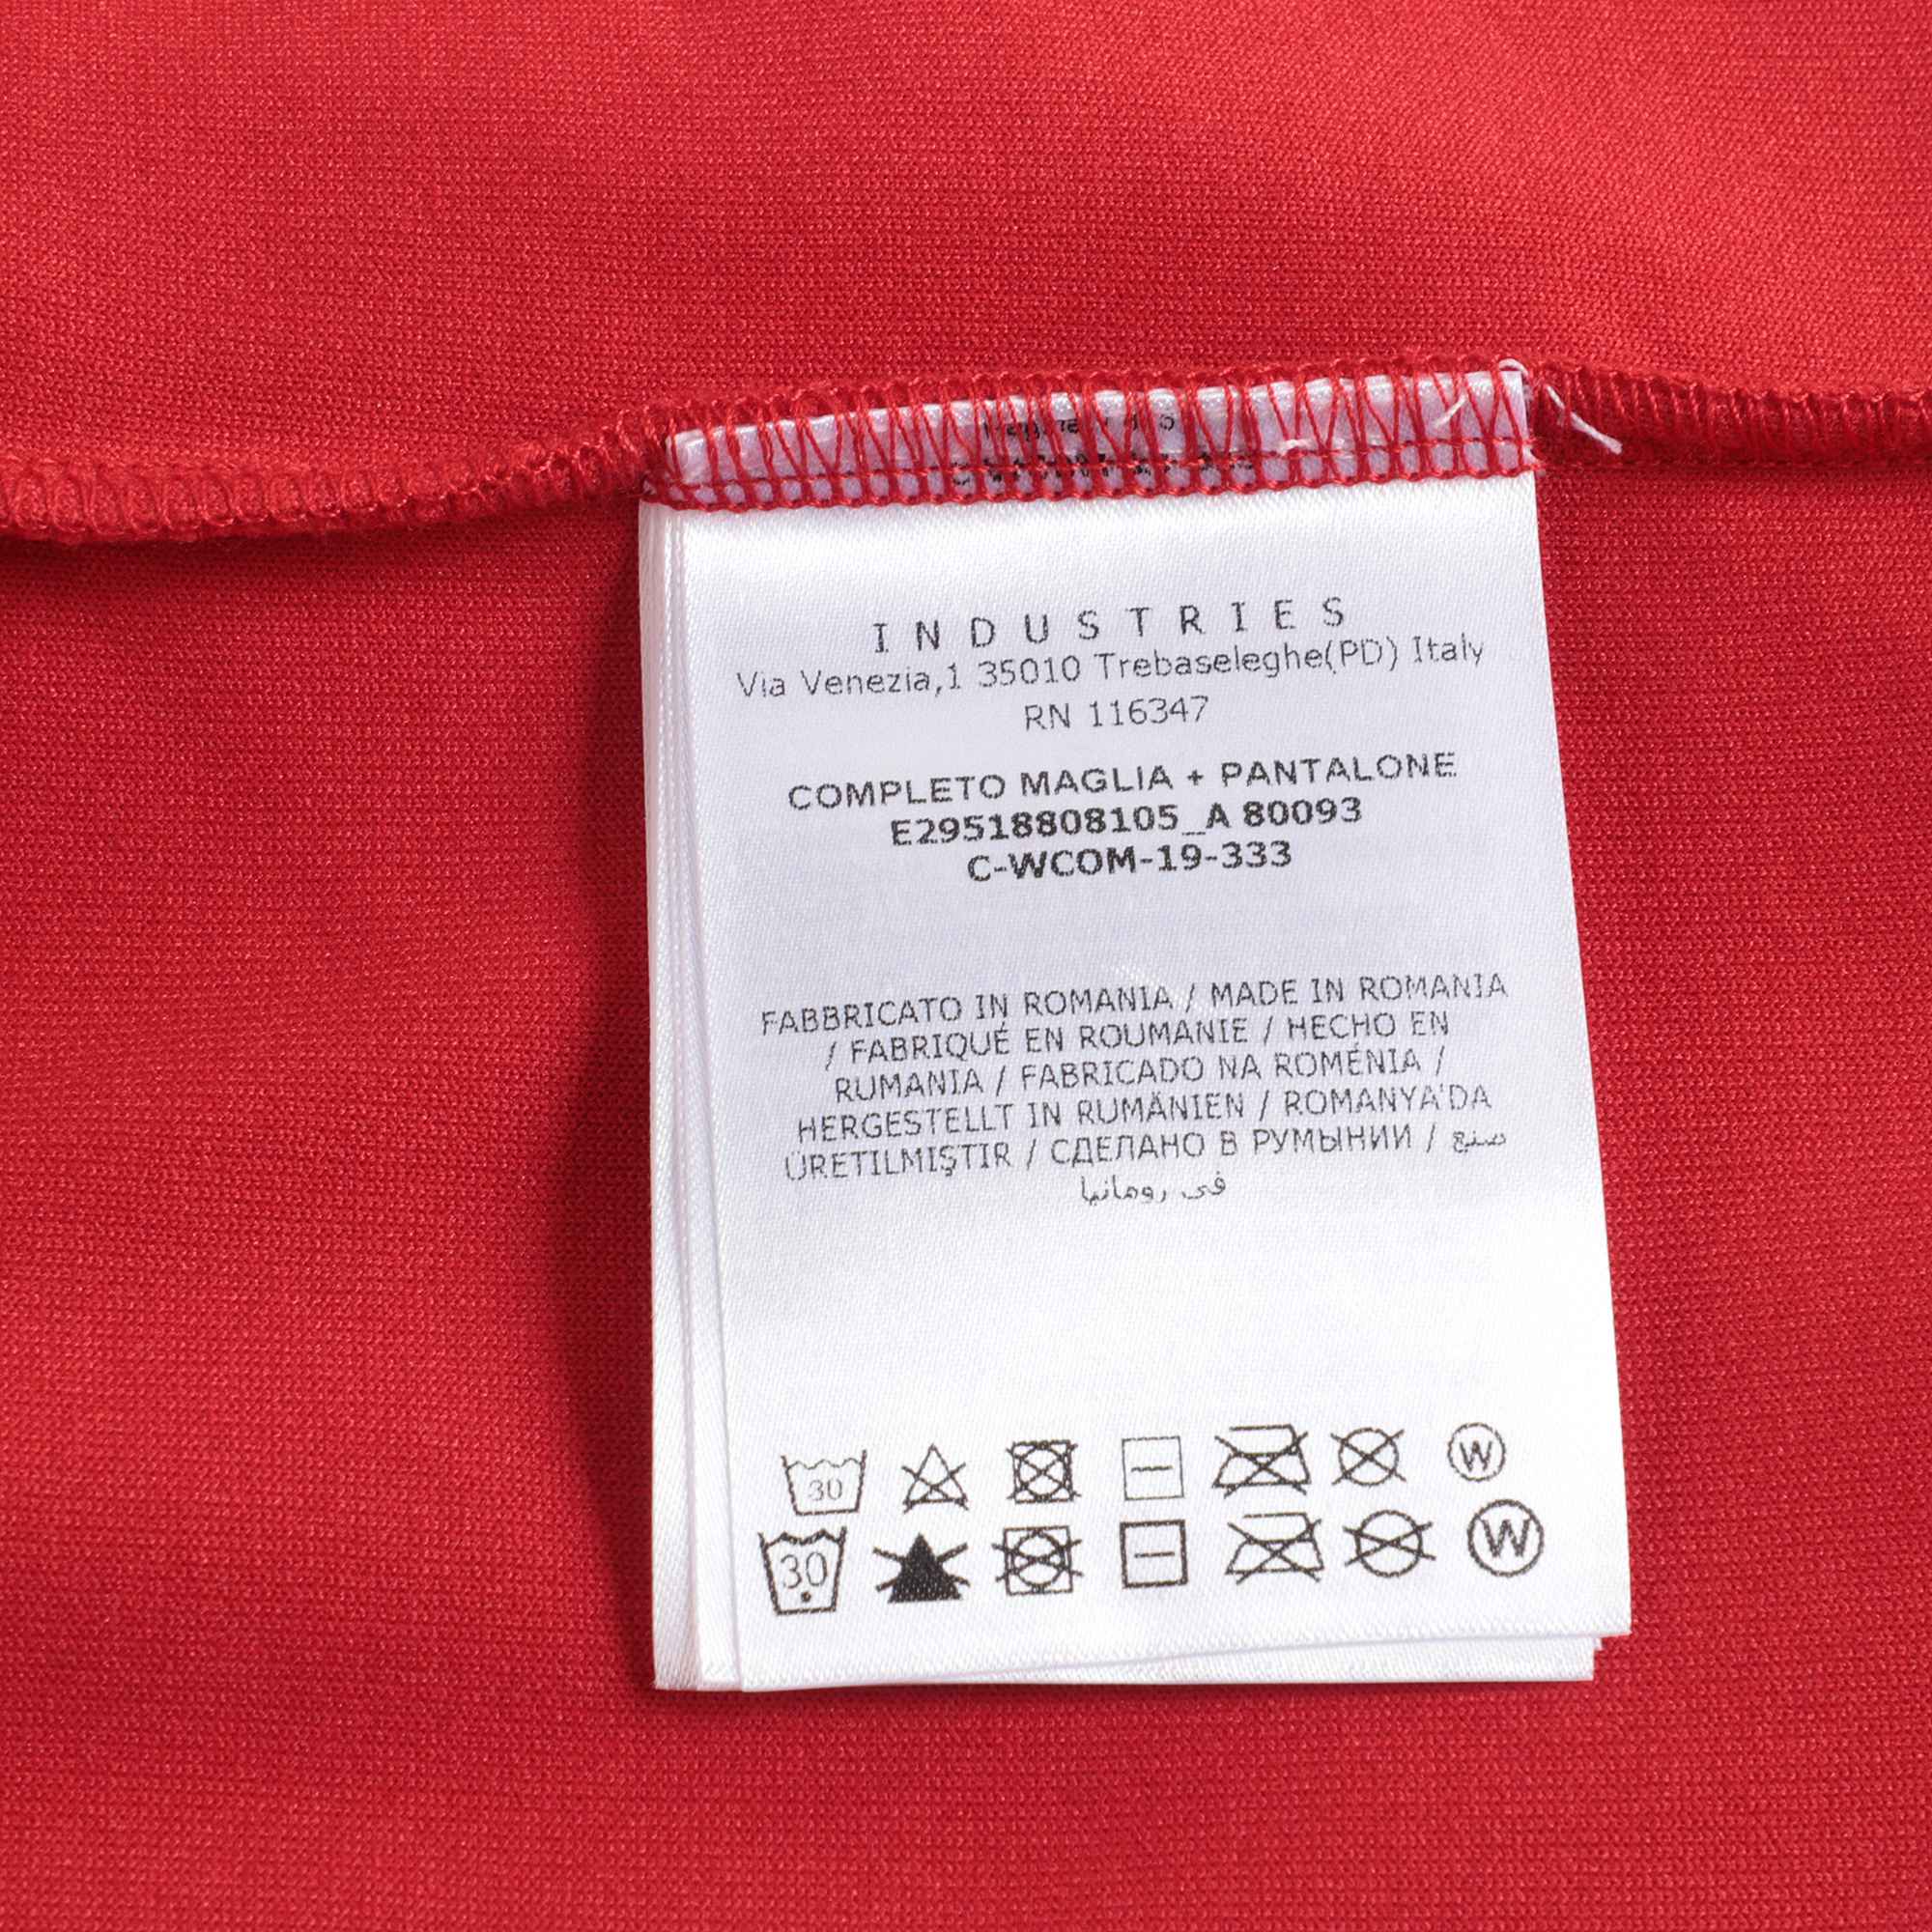 I N D U S T R I E S
Via Venezia,1 35010 Trebaseleghe(PD) Italy
RN 116347
COMPLETO MAGLIA + PANTALONE
E29518808105_A 80093
C-WCOM-19-333
FABBRICATO IN ROMANIA / MADE IN ROMANIA
/ FABRIQUÉ EN ROUMANIE / HECHO EN
RUMANIA / FABRICADO NA ROMÉNIA /
HERGESTELLT IN RUMÄNIEN / ROMANYA'DA
ÜRETILMIŞTIR / СДЕЛАНО В РУМЫНИИ / صنع
في رومانيا
30 W
30 W